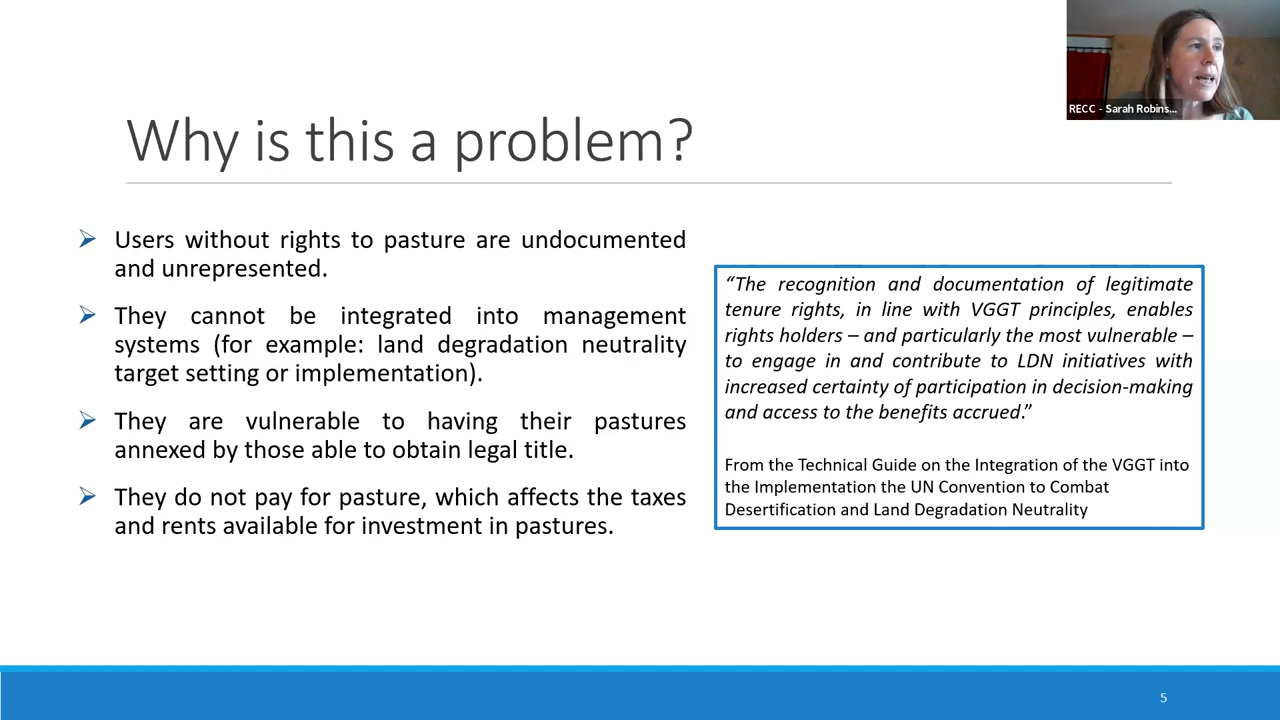 RECC - Sarah Robins...
Why is this a problem?
Users without rights to pasture are undocumented
and unrepresented.
They cannot be integrated into management
systems (for example: land degradation neutrality
target setting or implementation).
They are vulnerable to having their pastures
annexed by those able to obtain legal title.
They do not pay for pasture, which affects the taxes
and rents available for investment in pastures.
“The recognition and documentation of legitimate
tenure rights, in line with VGGT principles, enables
rights holders – and particularly the most vulnerable –
to engage in and contribute to LDN initiatives with
increased certainty of participation in decision-making
and access to the benefits accrued.”
From the Technical Guide on the Integration of the VGGT into
the Implementation the UN Convention to Combat
Desertification and Land Degradation Neutrality
5